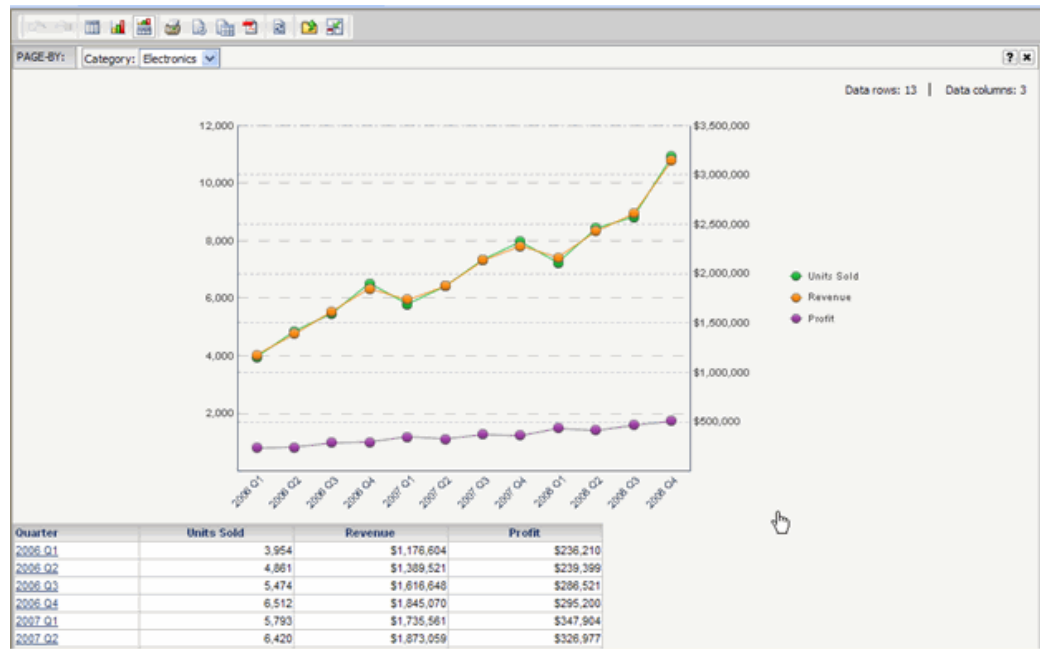 PAGE-BY: Category: Electronics
Data rows: 13 | Data columns: 3
12,000
10,000
8,000
6,000
4,000
2,000
$3,500,000
$3,000,000
$2,500,000
$2,000,000
$1,500,000
$1,000,000
$500,000
Units Sold
Revenue
Profit
2006 Q1
2006 Q2
2006 Q3
2006 Q4
2007 Q1
2007 Q2
2007 Q3
2007 Q4
2008 Q1
2008 Q2
2008 Q3
2008 Q4
Quarter Units Sold Revenue Profit
2006 Q1 3,954 $1,176,604 $236,210
2006 Q2 4,861 $1,389,521 $239,399
2006 Q3 5,474 $1,616,648 $286,521
2006 Q4 6,512 $1,845,070 $295,200
2007 Q1 5,793 $1,735,561 $347,904
2007 Q2 6,420 $1,873,059 $326,977